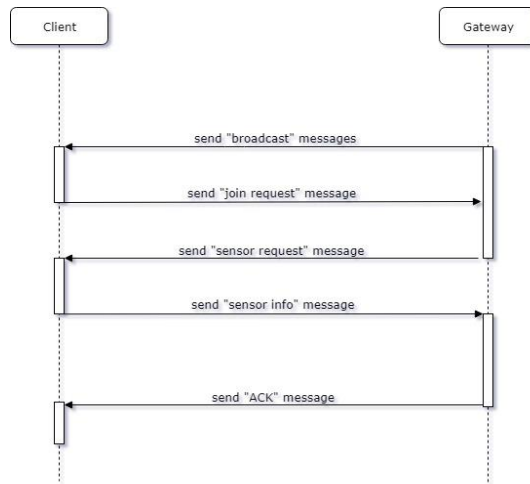 Client
Gateway
send "broadcast" messages
send "join request" message
send "sensor request" message
send "sensor info" message
send "ACK" message